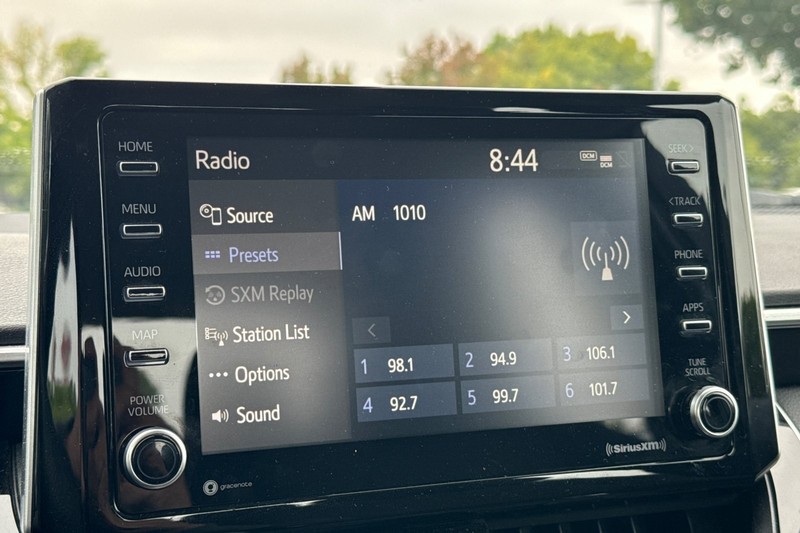 HOME
MENU
AUDIO
MAP
POWER
VOLUME
Radio
8:44
DCM
DCM
Source
Presets
SXM Replay
Station List
Options
Sound
AM 1010
<
>
1 98.1
2 94.9
3 106.1
4 92.7
5 99.7
6 101.7
SEEK>
<TRACK
PHONE
APPS
TUNE
SCROLL
gracenote
SiriusXM